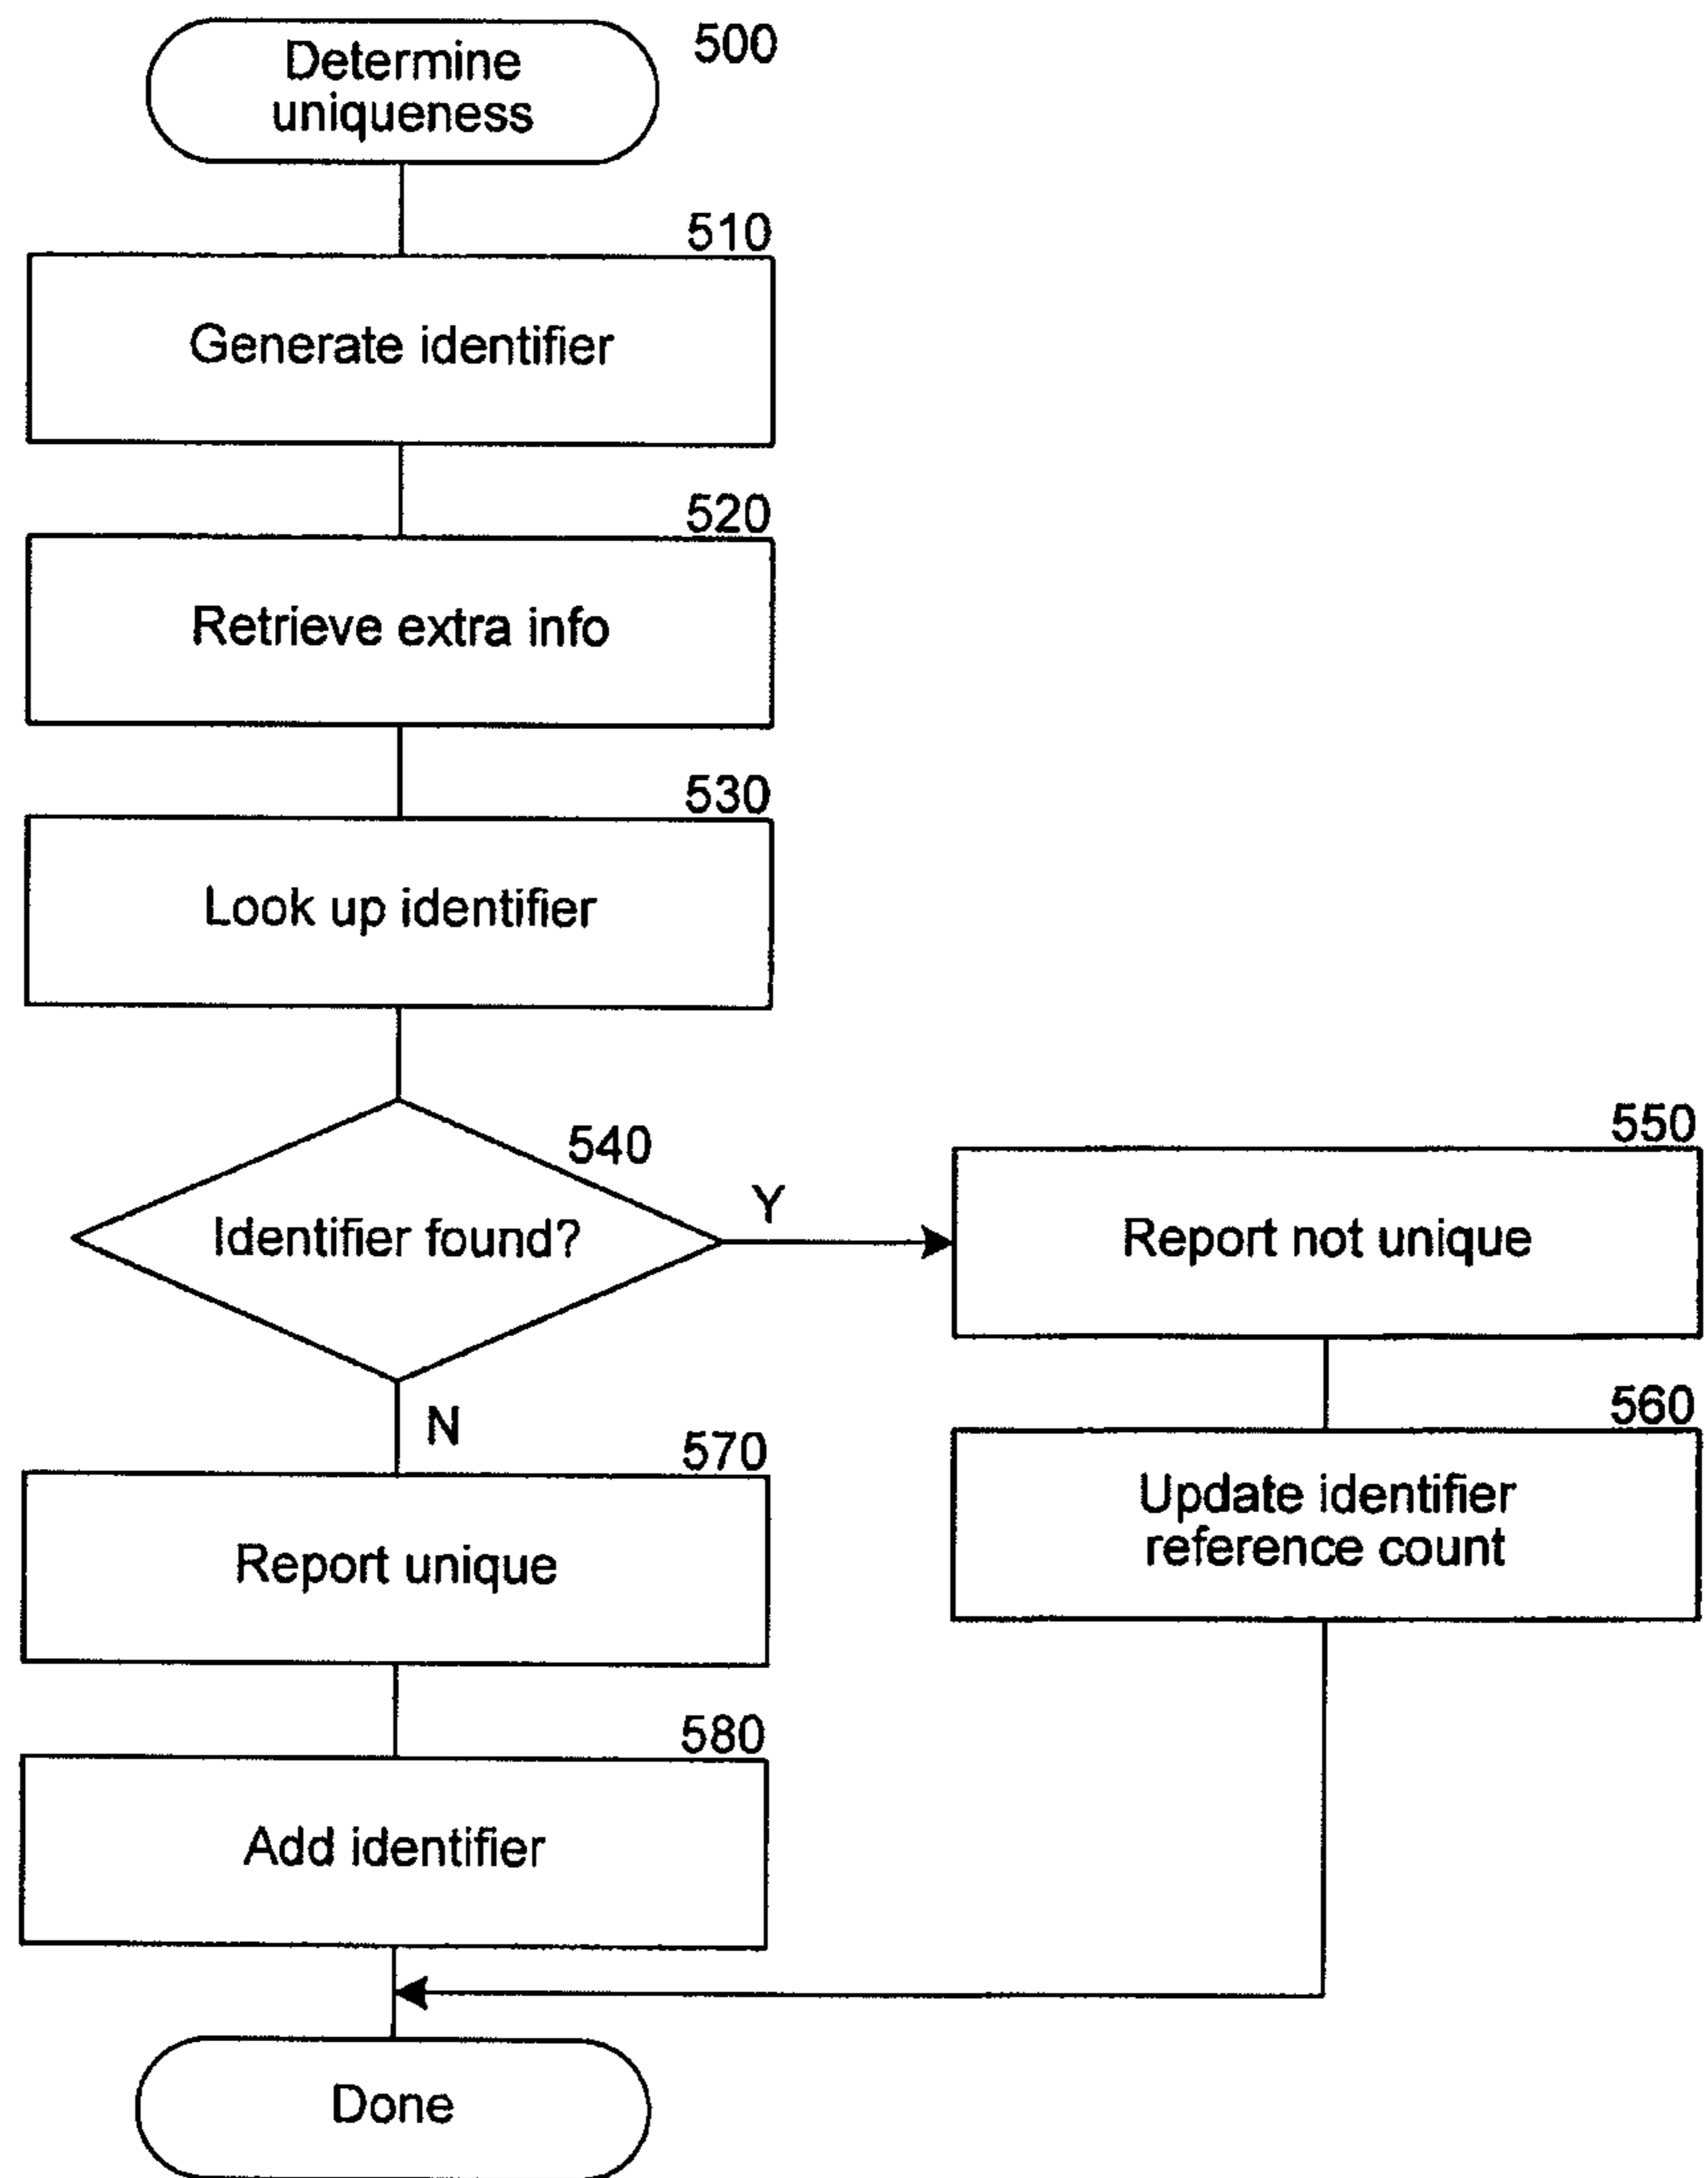 500
Determine
uniqueness
510
Generate identifier
520
Retrieve extra info
530
Look up identifier
540
Identifier found?
Y
N
550
Report not unique
560
Update identifier
reference count
570
Report unique
580
Add identifier
Done